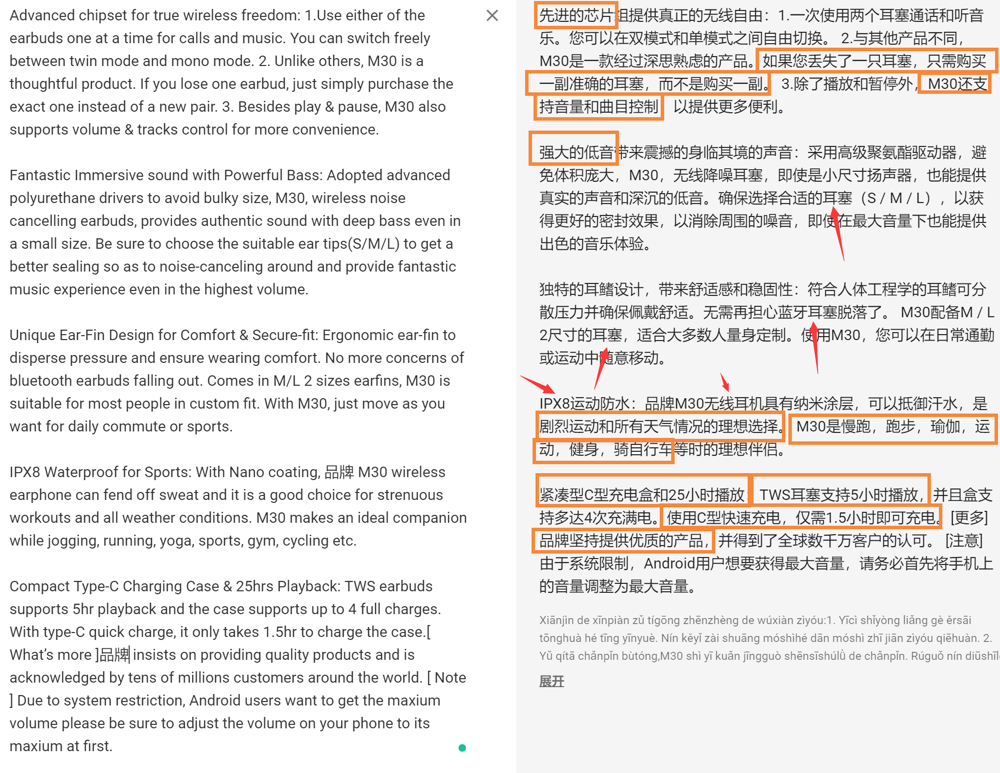 Advanced chipset for true wireless freedom: 1.Use either of the
earbuds one at a time for calls and music. You can switch freely
between twin mode and mono mode. 2. Unlike others, M30 is a
thoughtful product. If you lose one earbud, just simply purchase the
exact one instead of a new pair. 3. Besides play & pause, M30 also
supports volume & tracks control for more convenience.
Fantastic Immersive sound with Powerful Bass: Adopted advanced
polyurethane drivers to avoid bulky size, M30, wireless noise
cancelling earbuds, provides authentic sound with deep bass even in
a small size. Be sure to choose the suitable ear tips(S/M/L) to get a
better sealing so as to noise-canceling around and provide fantastic
music experience even in the highest volume.
Unique Ear-Fin Design for Comfort & Secure-fit: Ergonomic ear-fin to
disperse pressure and ensure wearing comfort. No more concerns of
bluetooth earbuds falling out. Comes in M/L 2 sizes earfins, M30 is
suitable for most people in custom fit. With M30, just move as you
want for daily commute or sports.
IPX8 Waterproof for Sports: With Nano coating, 品牌 M30 wireless
earphone can fend off sweat and it is a good choice for strenuous
workouts and all weather conditions. M30 makes an ideal companion
while jogging, running, yoga, sports, gym, cycling etc.
Compact Type-C Charging Case & 25hrs Playback: TWS earbuds
supports 5hr playback and the case supports up to 4 full charges.
With type-C quick charge, it only takes 1.5hr to charge the case.[
What’s more ]品牌 insists on providing quality products and is
acknowledged by tens of millions customers around the world. [ Note
] Due to system restriction, Android users want to get the maxium
volume please be sure to adjust the volume on your phone to its
maxium at first.
先进的芯片组提供真正的无线自由：1.一次使用两个耳塞通话和听音
乐。您可以在双模式和单模式之间自由切换。 2.与其他产品不同，
M30是一款经过深思熟虑的产品。如果您丢失了一只耳塞，只需购买
一副准确的耳塞，而不是购买一副。 3.除了播放和暂停外，M30还支
持音量和曲目控制 以提供更多便利。
强大的低音带来震撼的身临其境的声音：采用高级聚氨酯驱动器，避
免体积庞大，M30，无线降噪耳塞，即使是小尺寸扬声器，也能提供
真实的声音和深沉的低音。确保选择合适的耳塞（S / M / L），以获
得更好的密封效果，以消除周围的噪音，即使在最大音量下也能提供
出色的音乐体验。
独特的耳鳍设计，带来舒适感和稳固性：符合人体工程学的耳鳍可分
散压力并确保佩戴舒适。无需再担心蓝牙耳塞脱落了。 M30配备M / L
2尺寸的耳塞，适合大多数人量身定制。使用M30，您可以在日常通勤
或运动中随意移动。
IPX8运动防水：品牌M30无线耳机具有纳米涂层，可以抵御汗水，是
剧烈运动和所有天气情况的理想选择。 M30是慢跑，跑步，瑜伽，运
动，健身，骑自行车等时的理想伴侣。
紧凑型C型充电盒和25小时播放：TWS耳塞支持5小时播放，并且盒支
持多达4次充满电。使用C型快速充电，仅需1.5小时即可充电。 [更多]
品牌坚持提供优质的产品，并得到了全球数千万客户的认可。 [注意]
由于系统限制，Android用户想要获得最大音量，请务必首先将手机上
的音量调整为最大音量。
Xiānjìn de xīnpiàn zǔ tígōng zhēnzhèng de wúxiàn zìyóu:1. Yīcì shǐyòng liǎng gè ěrsāi
tōnghuà hé tīng yīnyuè. Nín kěyǐ zài shuāng móshìhé dān móshì zhī jiān zìyóu qiēhuàn. 2.
Yǔ qítā chǎnpǐn bùtóng,M30 shì yī kuǎn jīngguò shēnsīshúlǜ de chǎnpǐn. Rúguǒ nín diūshīl
展开